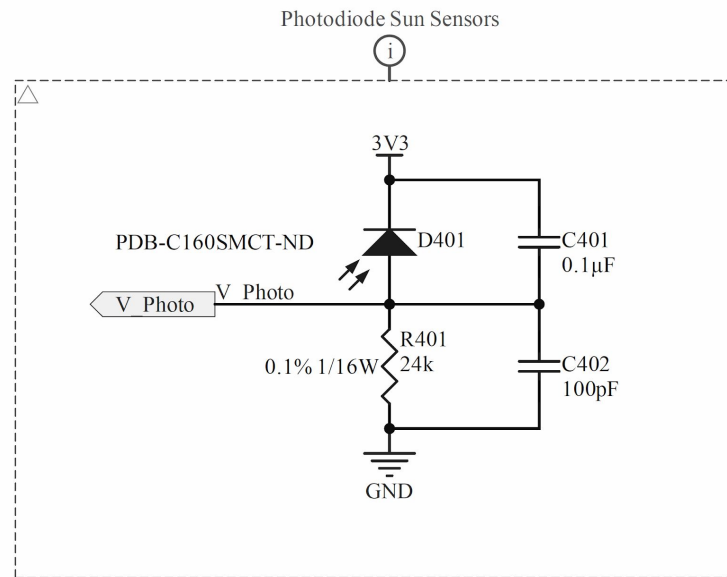 Photodiode Sun Sensors
i
3V3
PDB-C160SMCT-ND
D401
C401
0.1µF
V_Photo
V_Photo
R401
24k
0.1% 1/16W
C402
100pF
GND